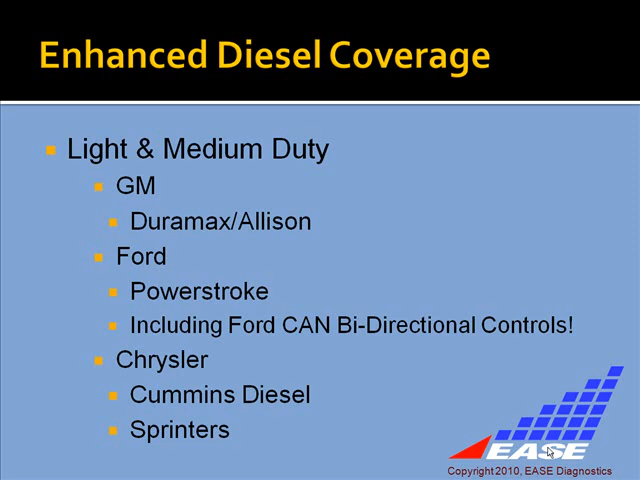 Enhanced Diesel Coverage
Light & Medium Duty
GM
Duramax/Allison
Ford
Powerstroke
Including Ford CAN Bi-Directional Controls!
Chrysler
Cummins Diesel
Sprinters
EASE
Copyright 2010, EASE Diagnostics